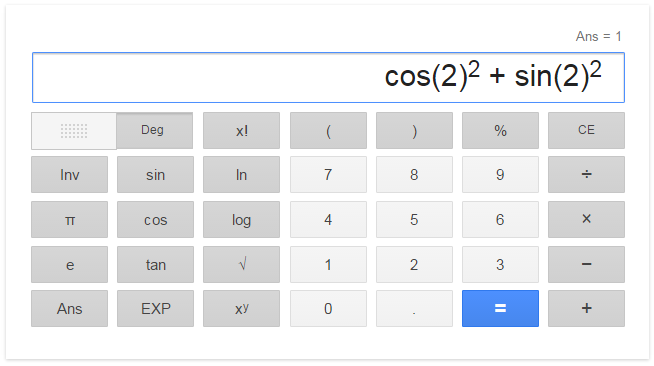 Ans = 1
cos(2)² + sin(2)²
Deg x! ( ) % CE
Inv sin ln 7 8 9 ÷
π cos log 4 5 6 ×
e tan √ 1 2 3 −
Ans EXP xʸ 0 . = +